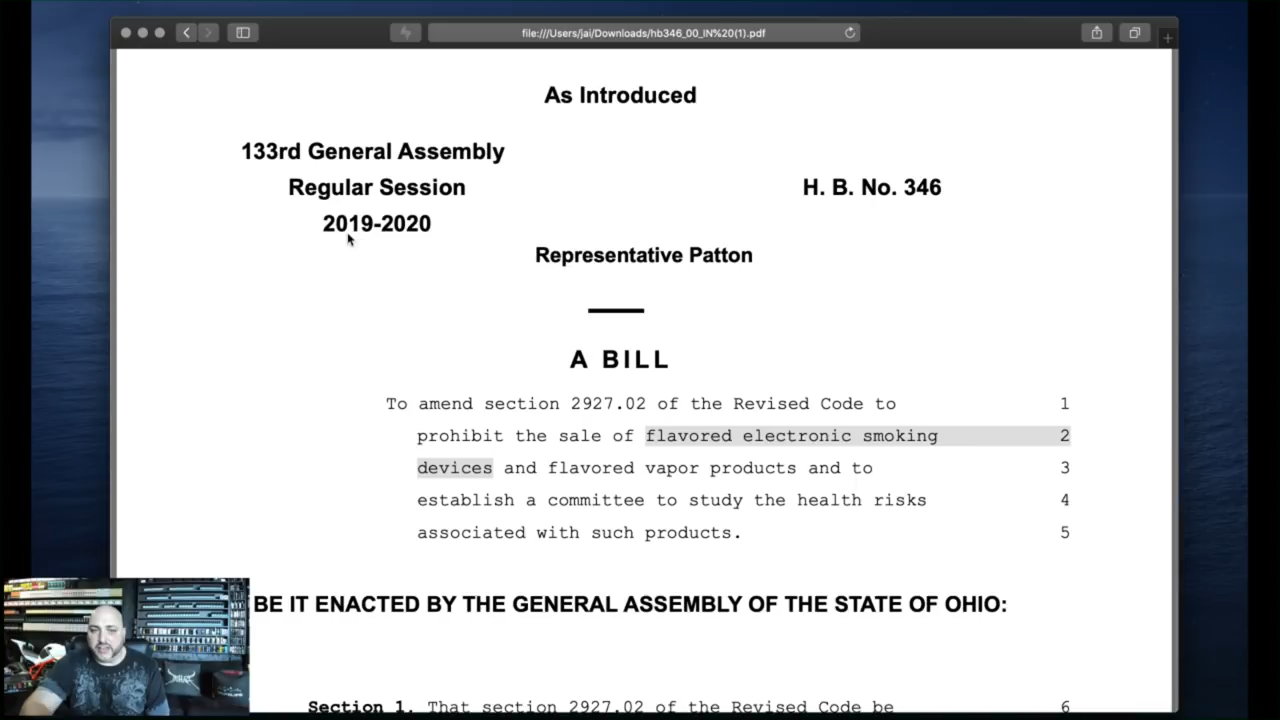 file:///Users/jai/Downloads/hb346_00_IN%20(1).pdf
As Introduced
133rd General Assembly
Regular Session
H. B. No. 346
2019-2020
Representative Patton
A BILL
To amend section 2927.02 of the Revised Code to 1
prohibit the sale of flavored electronic smoking 2
devices and flavored vapor products and to 3
establish a committee to study the health risks 4
associated with such products. 5
BE IT ENACTED BY THE GENERAL ASSEMBLY OF THE STATE OF OHIO:
Section 1. That section 2927.02 of the Revised Code be 6